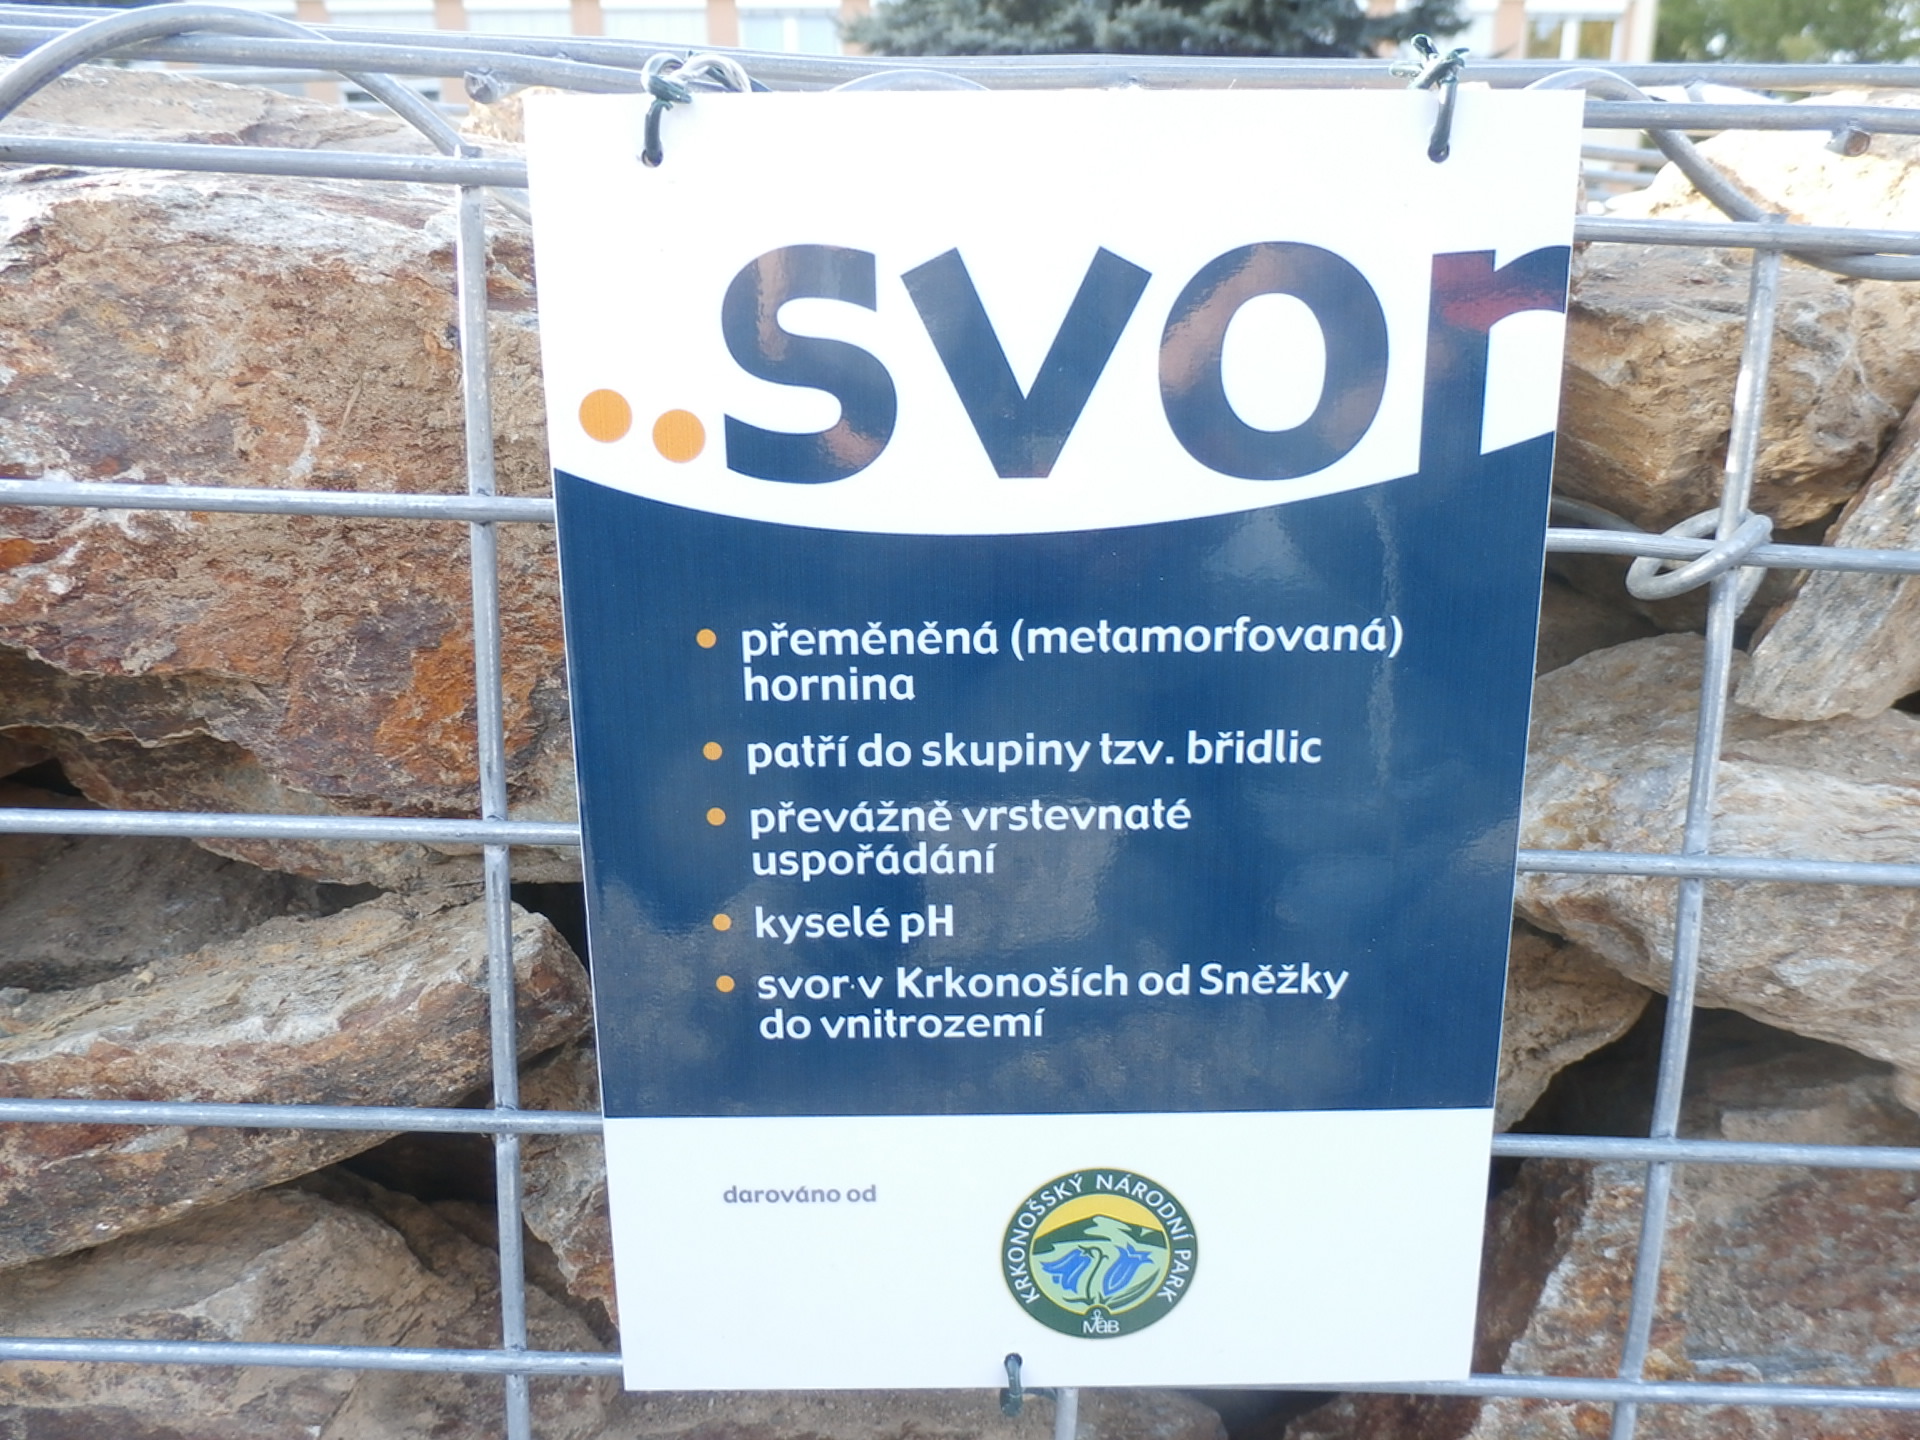 ..svor
• přeměněná (metamorfovaná)
hornina
• patří do skupiny tzv. břidlic
• převážně vrstevnaté
uspořádání
• kyselé pH
• svor v Krkonoších od Sněžky
do vnitrozemí
darováno od
KRKONOŠSKÝ NÁRODNÍ PARK
MaB